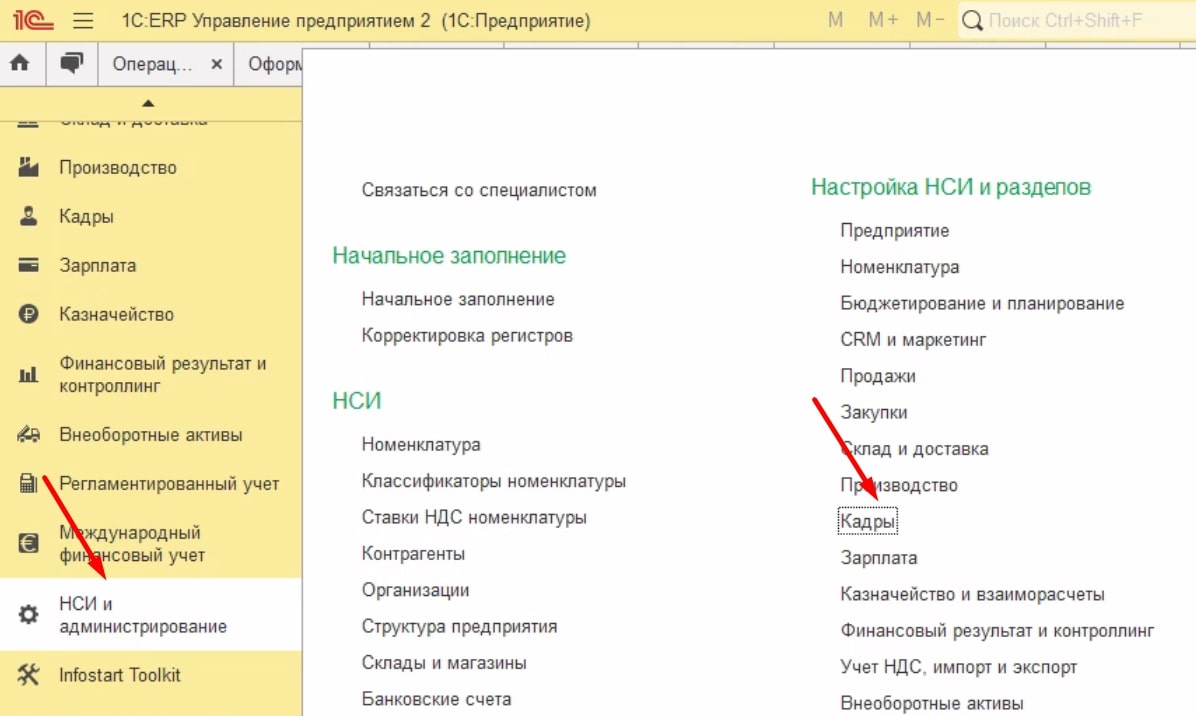 1С:ERP Управление предприятием 2 (1С:Предприятие)
M M+ M-
Поиск Ctrl+Shift+F
Операц... ×
Оформ
Склад и доставка
Производство
Кадры
Зарплата
Казначейство
Финансовый результат и
контроллинг
Внеоборотные активы
Регламентированный учет
Международный
финансовый учет
НСИ и
администрирование
Infostart Toolkit
Связаться со специалистом
Начальное заполнение
Начальное заполнение
Корректировка регистров
НСИ
Номенклатура
Классификаторы номенклатуры
Ставки НДС номенклатуры
Контрагенты
Организации
Структура предприятия
Склады и магазины
Банковские счета
Настройка НСИ и разделов
Предприятие
Номенклатура
Бюджетирование и планирование
CRM и маркетинг
Продажи
Закупки
Склад и доставка
Производство
Кадры
Зарплата
Казначейство и взаиморасчеты
Финансовый результат и контроллинг
Учет НДС, импорт и экспорт
Внеоборотные активы